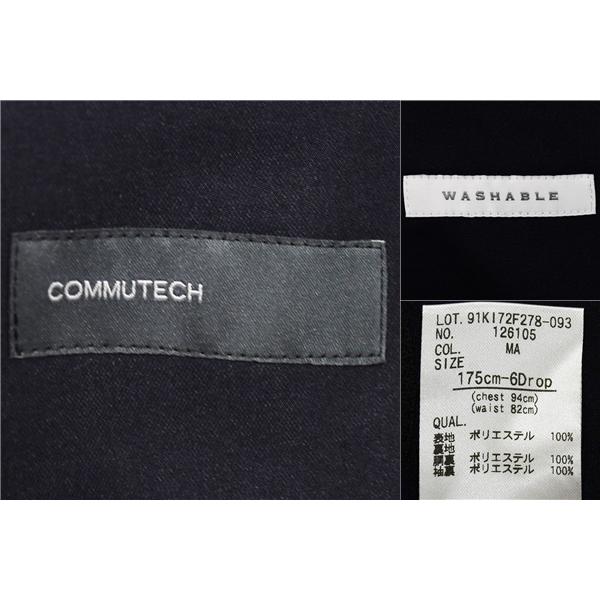 COMMUTECH
WASHABLE
LOT. 91KI72F278-093
NO. 126105
COL. MA
SIZE
175cm-6Drop
(chest 94cm)
(waist 82cm)
QUAL.
表地 ポリエステル 100%
裏地
胴裏 ポリエステル 100%
袖裏 ポリエステル 100%